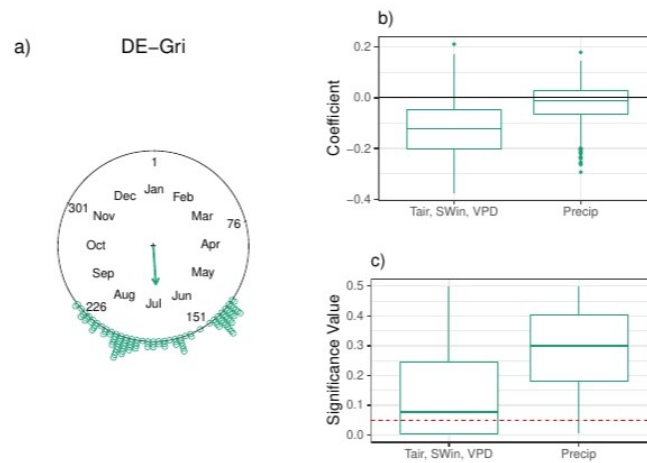 a)
DE−Gri
1
Jan
Feb
Mar
76
Apr
May
Jun
151
Jul
Aug
226
Sep
Oct
Nov
301
Dec
b)
Coefficient
0.2
0.0
−0.2
−0.4
Tair, SWin, VPD
Precip
c)
Significance Value
0.5
0.4
0.3
0.2
0.1
0.0
Tair, SWin, VPD
Precip